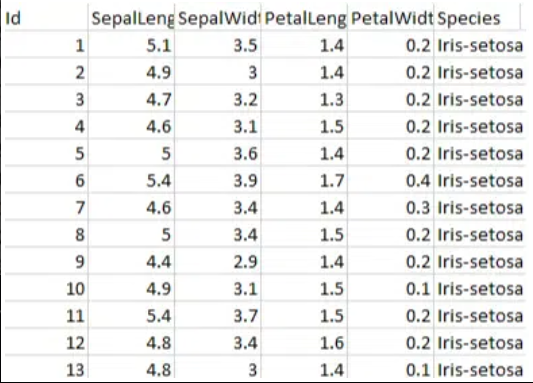 Id SepalLeng SepalWidt PetalLeng PetalWidt Species
1 5.1 3.5 1.4 0.2 Iris-setosa
2 4.9 3 1.4 0.2 Iris-setosa
3 4.7 3.2 1.3 0.2 Iris-setosa
4 4.6 3.1 1.5 0.2 Iris-setosa
5 5 3.6 1.4 0.2 Iris-setosa
6 5.4 3.9 1.7 0.4 Iris-setosa
7 4.6 3.4 1.4 0.3 Iris-setosa
8 5 3.4 1.5 0.2 Iris-setosa
9 4.4 2.9 1.4 0.2 Iris-setosa
10 4.9 3.1 1.5 0.1 Iris-setosa
11 5.4 3.7 1.5 0.2 Iris-setosa
12 4.8 3.4 1.6 0.2 Iris-setosa
13 4.8 3 1.4 0.1 Iris-setosa